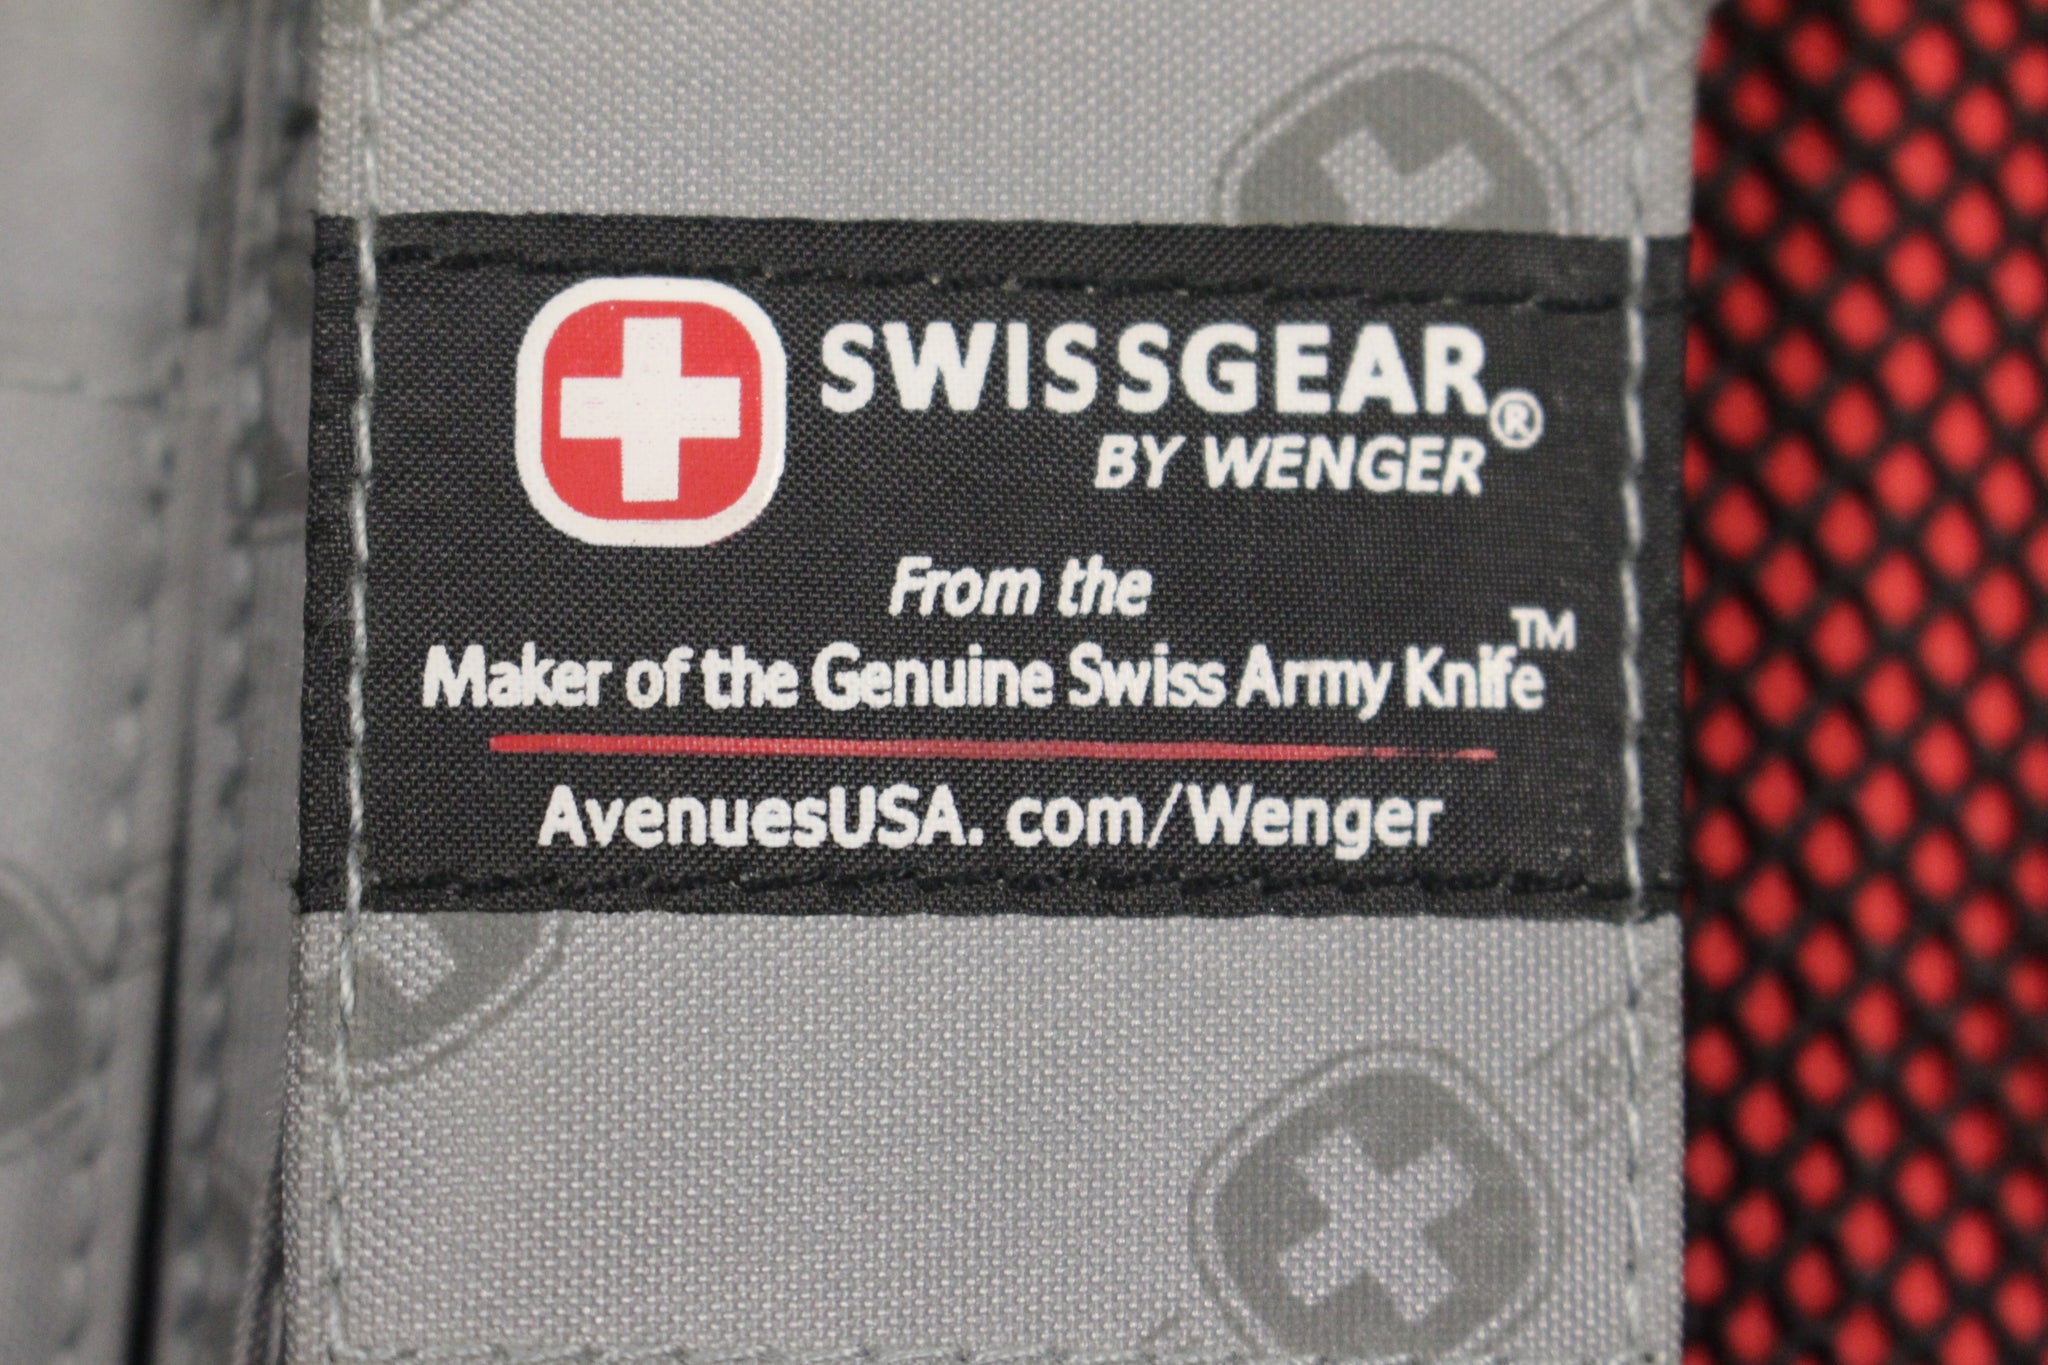 SWISSGEAR®
BY WENGER
From the
Maker of the Genuine Swiss Army Knife™
AvenuesUSA. com/Wenger